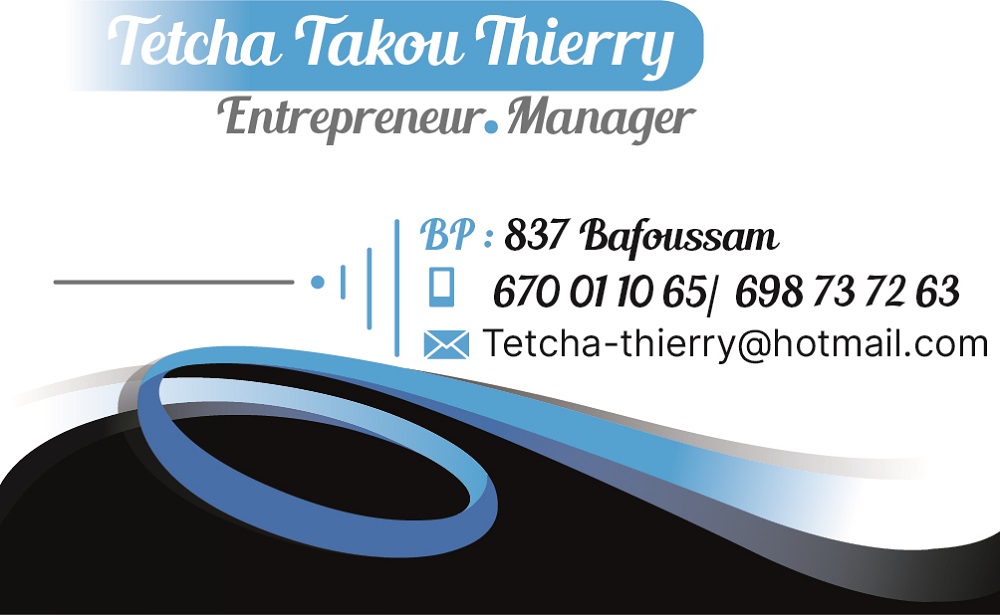 Tetcha Takou Thierry
Entrepreneur.Manager
BP : 837 Bafoussam
670 01 10 65/ 698 73 72 63
Tetcha-thierry@hotmail.com